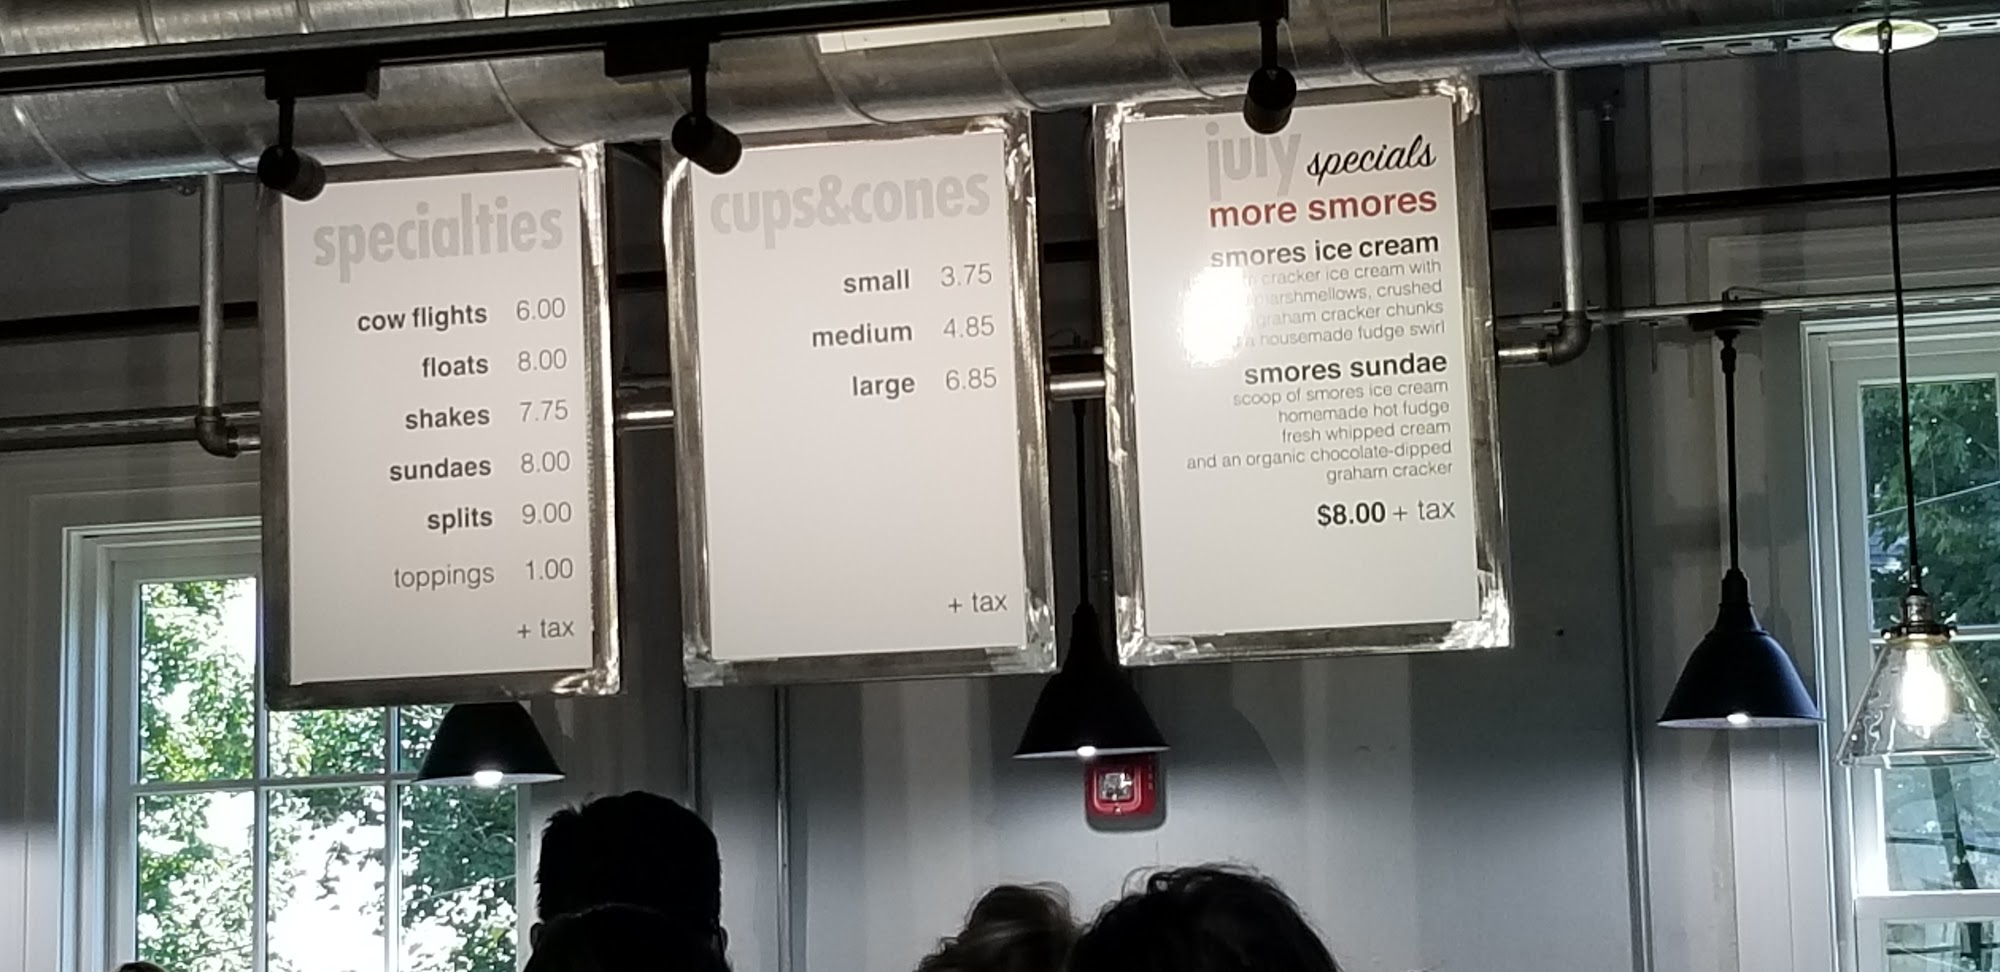 specialties
cow flights 6.00
floats 8.00
shakes 7.75
sundaes 8.00
splits 9.00
toppings 1.00
+ tax
cups&cones
small 3.75
medium 4.85
large 6.85
+ tax
july specials
more smores
smores ice cream
cracker ice cream with
marshmellows, crushed
graham cracker chunks
a housemade fudge swirl
smores sundae
scoop of smores ice cream
homemade hot fudge
fresh whipped cream
and an organic chocolate-dipped
graham cracker
$8.00 + tax